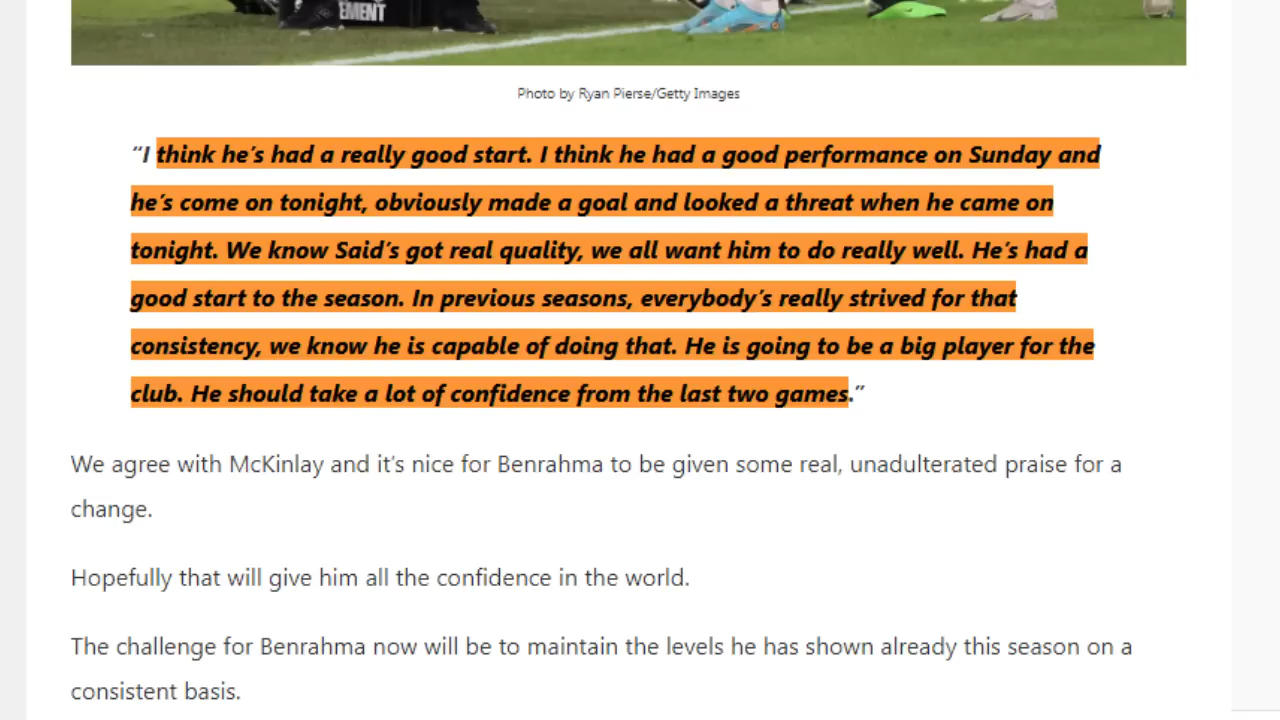 EMENT
Photo by Ryan Pierse/Getty Images
“I think he’s had a really good start. I think he had a good performance on Sunday and
he’s come on tonight, obviously made a goal and looked a threat when he came on
tonight. We know Said’s got real quality, we all want him to do really well. He’s had a
good start to the season. In previous seasons, everybody’s really strived for that
consistency, we know he is capable of doing that. He is going to be a big player for the
club. He should take a lot of confidence from the last two games.”
We agree with McKinlay and it’s nice for Benrahma to be given some real, unadulterated praise for a
change.
Hopefully that will give him all the confidence in the world.
The challenge for Benrahma now will be to maintain the levels he has shown already this season on a
consistent basis.